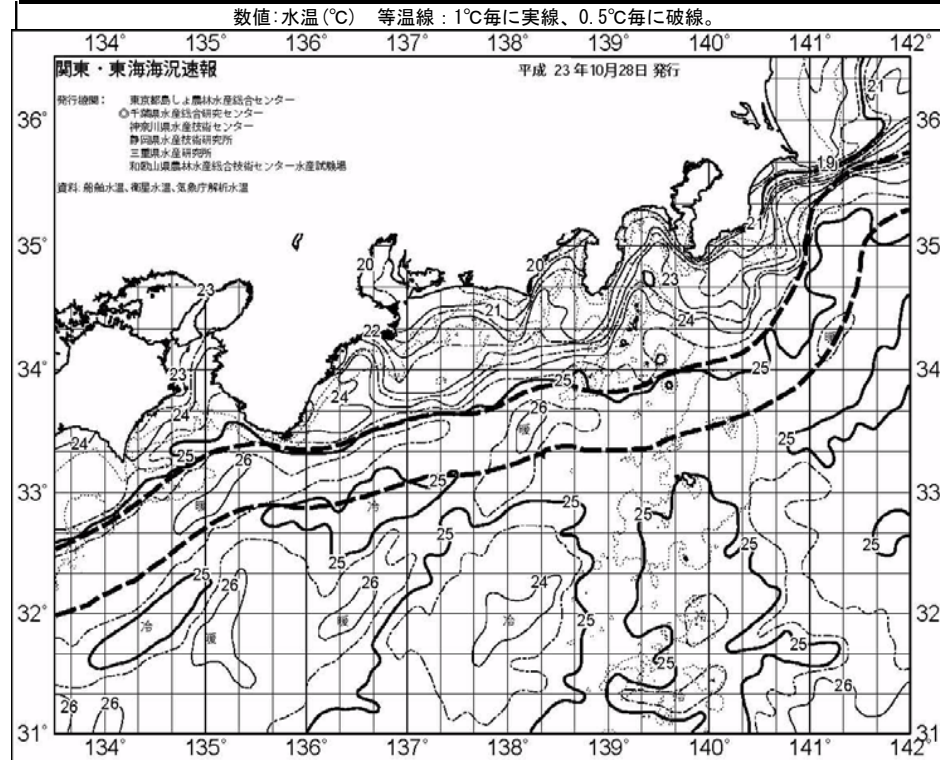 数値:水温(℃) 等温線:1℃毎に実線、0.5℃毎に破線。
134° 135° 136° 137° 138° 139° 140° 141° 142°
関東・東海海況速報
平成 23年10月28日 発行
発行機関: 東京都島しょ農林水産総合センター
◎千葉県水産総合研究センター
神奈川県水産技術センター
静岡県水産技術研究所
三重県水産研究所
和歌山県農林水産総合技術センター水産試験場
資料:船舶水温、衛星水温、気象庁解析水温
36° 36°
21
19
35° 35°
21
20 20
23 23
21 24
22
34° 34°
23 25 25
24 24 26
暖
24 25
25 26
33° 33°
暖 冷 25
25 25
25 25 25
25 26 26 24
32° 32°
冷 暖 暖 冷 冷
25 25 25
26 26 26
31° 31°
134° 135° 136° 137° 138° 139° 140° 141° 142°